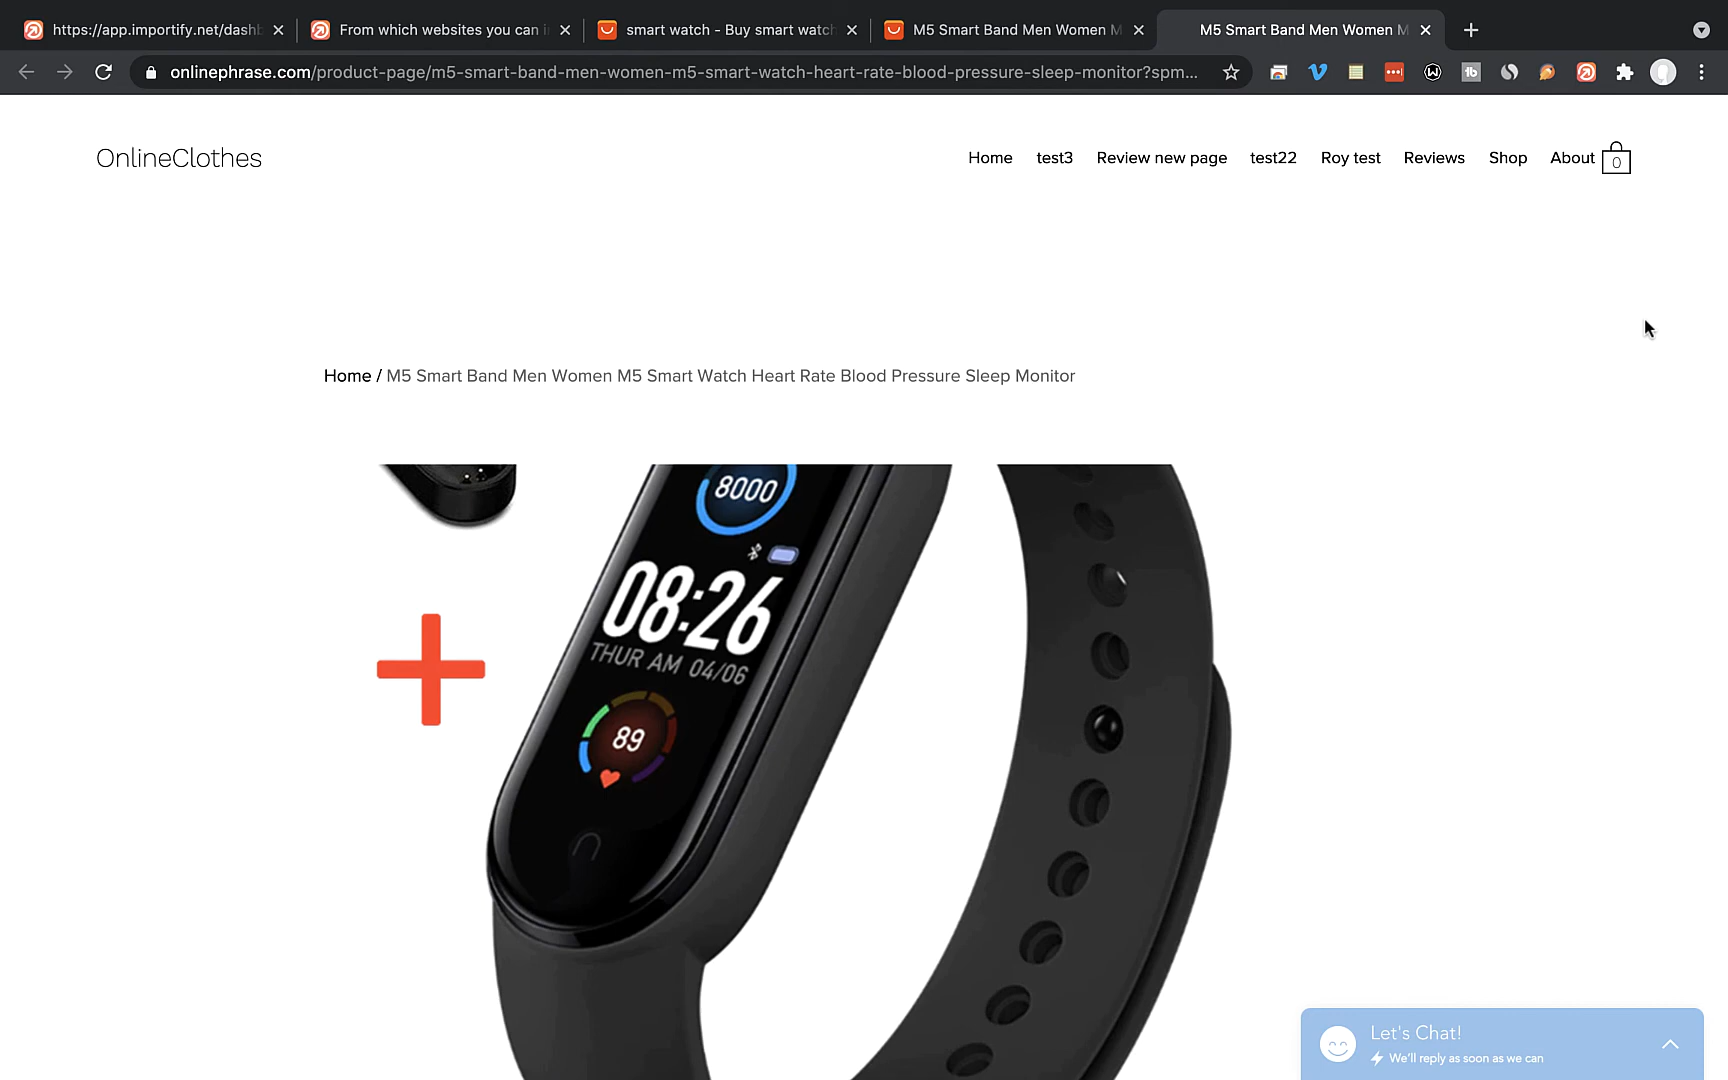 https://app.importify.net/dashb
From which websites you can i
smart watch - Buy smart watch
M5 Smart Band Men Women M
M5 Smart Band Men Women M
onlinephrase.com/product-page/m5-smart-band-men-women-m5-smart-watch-heart-rate-blood-pressure-sleep-monitor?spm...
OnlineClothes
Home test3 Review new page test22 Roy test Reviews Shop About 0
Home / M5 Smart Band Men Women M5 Smart Watch Heart Rate Blood Pressure Sleep Monitor
8000
08:26
THUR AM 04/06
89
Let's Chat!
We'll reply as soon as we can